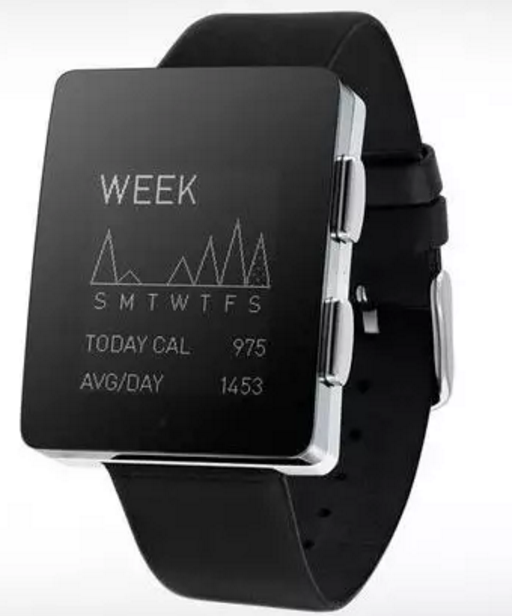 WEEK
S M T W T F S
TODAY CAL 975
AVG/DAY 1453